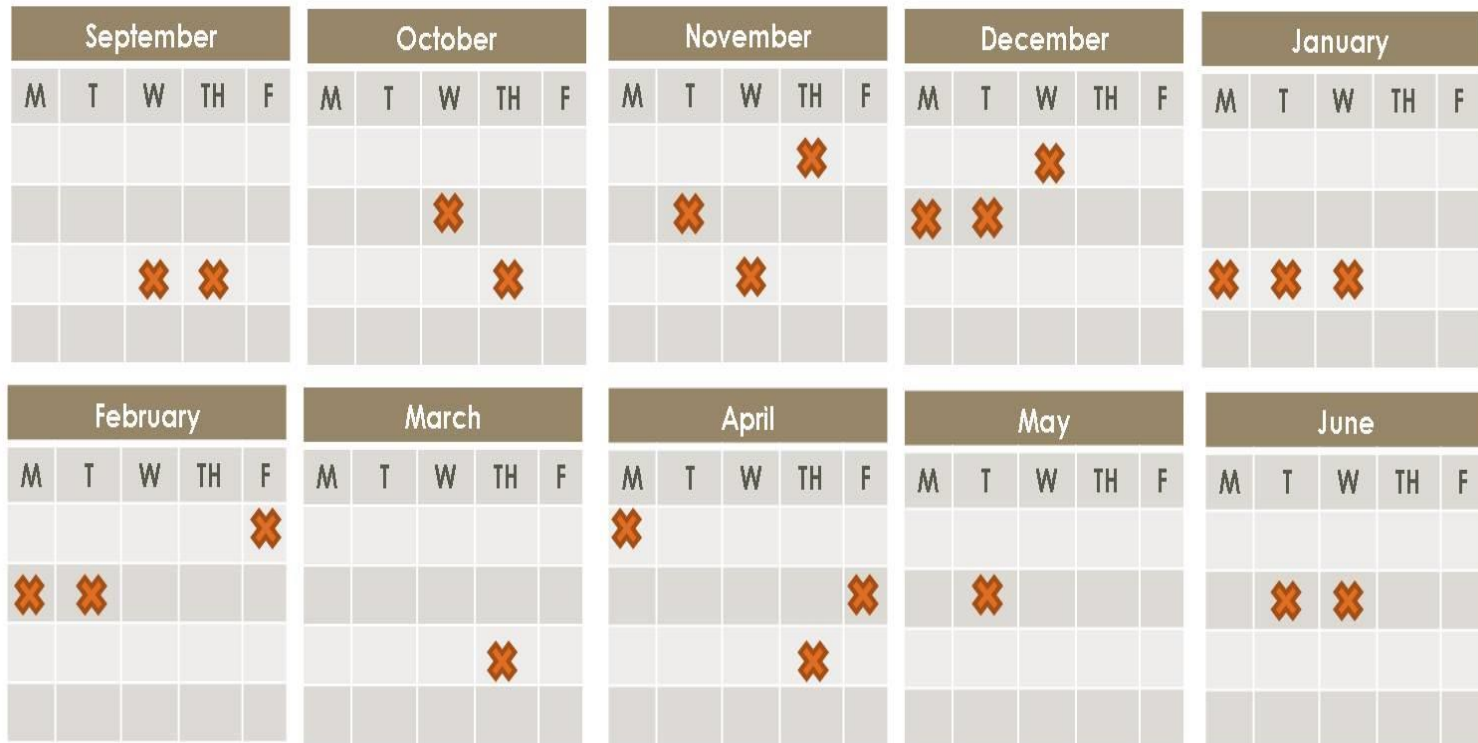 September October November December January
M T W TH F M T W TH F M T W TH F M T W TH F M T W TH F
February March April May June
M T W TH F M T W TH F M T W TH F M T W TH F M T W TH F